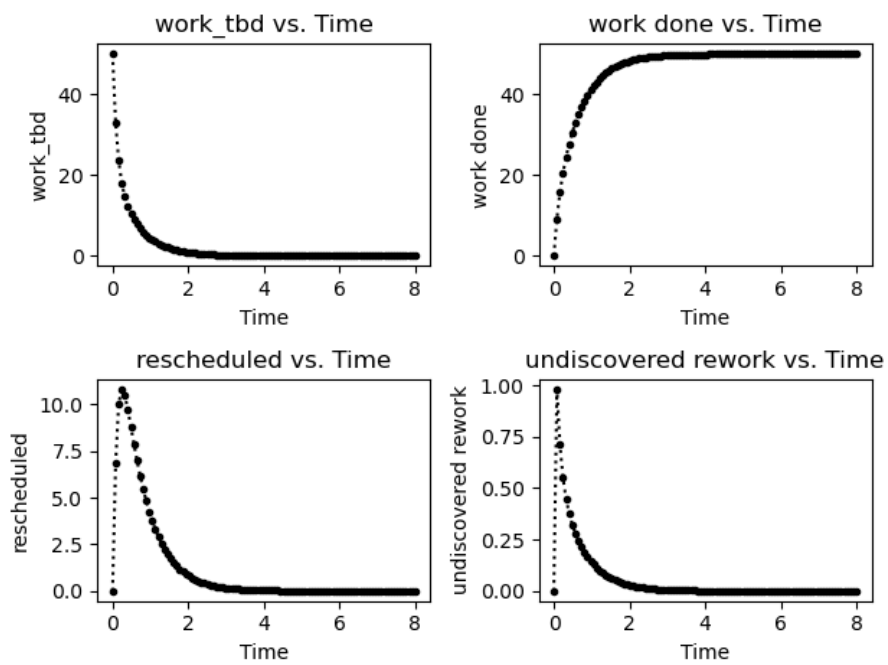 work_tbd vs. Time
work_tbd
40
20
0
0 2 4 6 8
Time
work done vs. Time
work done
40
20
0
0 2 4 6 8
Time
rescheduled vs. Time
rescheduled
10.0
7.5
5.0
2.5
0.0
0 2 4 6 8
Time
undiscovered rework vs. Time
undiscovered rework
1.00
0.75
0.50
0.25
0.00
0 2 4 6 8
Time